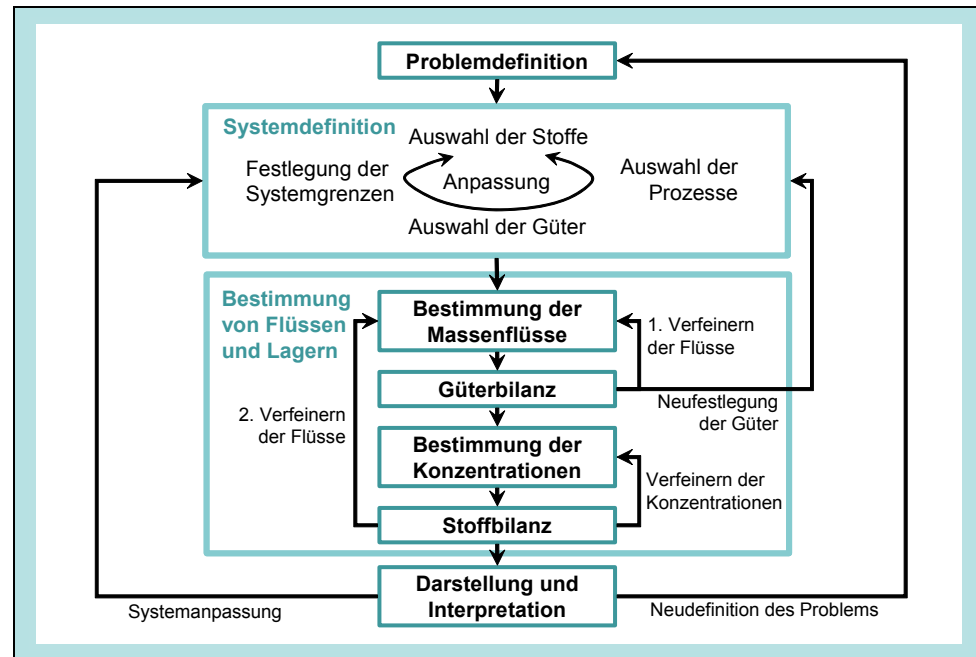 Problemdefinition
Systemdefinition
Auswahl der Stoffe
Festlegung der
Systemgrenzen
Anpassung
Auswahl der
Prozesse
Auswahl der Güter
Bestimmung
von Flüssen
und Lagern
Bestimmung der
Massenflüsse
1. Verfeinern
der Flüsse
Güterbilanz
Neufestlegung
der Güter
2. Verfeinern
der Flüsse
Bestimmung der
Konzentrationen
Verfeinern der
Konzentrationen
Stoffbilanz
Darstellung und
Interpretation
Systemanpassung
Neudefinition des Problems